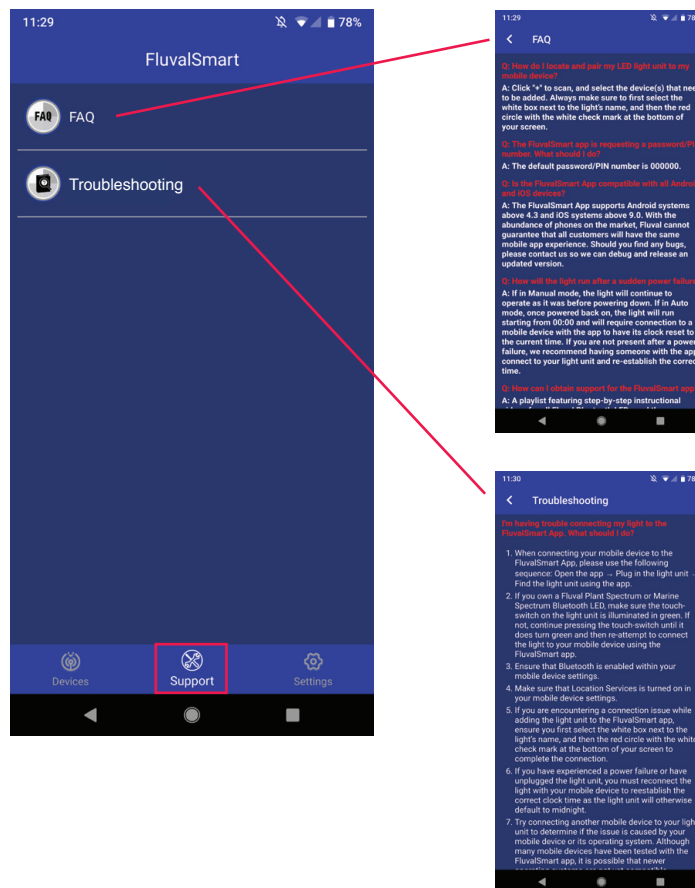 11:29
78%
FluvalSmart
FAQ
FAQ
Troubleshooting
Devices
Support
Settings
11:29
78
FAQ
Q: How do I locate and pair my LED light unit to my
mobile device?
A: Click "+" to scan, and select the device(s) that nee
to be added. Always make sure to first select the
white box next to the light's name, and then the red
circle with the white check mark at the bottom of
your screen.
Q: The FluvalSmart app is requesting a password/PI
number. What should I do?
A: The default password/PIN number is 000000.
Q: Is the FluvalSmart App compatible with all Androi
and iOS devices?
A: The FluvalSmart App supports Android systems
above 4.3 and iOS systems above 9.0. With the
abundance of phones on the market, Fluval cannot
guarantee that all customers will have the same
mobile app experience. Should you find any bugs,
please contact us so we can debug and release an
updated version.
Q: How will the light run after a sudden power failure
A: If in Manual mode, the light will continue to
operate as it was before powering down. If in Auto
mode, once powered back on, the light will run
starting from 00:00 and will require connection to a
mobile device with the app to have its clock reset to
the current time. If you are not present after a power
failure, we recommend having someone with the app
connect to your light unit and re-establish the correc
time.
Q: How can I obtain support for the FluvalSmart app
A: A playlist featuring step-by-step instructional
11:30
78
Troubleshooting
I'm having trouble connecting my light to the
FluvalSmart App. What should I do?
1. When connecting your mobile device to the
FluvalSmart App, please use the following
sequence: Open the app → Plug in the light unit →
Find the light unit using the app.
2. If you own a Fluval Plant Spectrum or Marine
Spectrum Bluetooth LED, make sure the touch-
switch on the light unit is illuminated in green. If
not, continue pressing the touch-switch until it
does turn green and then re-attempt to connect
the light to your mobile device using the
FluvalSmart app.
3. Ensure that Bluetooth is enabled within your
mobile device settings.
4. Make sure that Location Services is turned on in
your mobile device settings.
5. If you are encountering a connection issue while
adding the light unit to the FluvalSmart app,
ensure you first select the white box next to the
light's name, and then the red circle with the white
check mark at the bottom of your screen to
complete the connection.
6. If you have experienced a power failure or have
unplugged the light unit, you must reconnect the
light with your mobile device to reestablish the
correct clock time as the light unit will otherwise
default to midnight.
7. Try connecting another mobile device to your ligh
unit to determine if the issue is caused by your
mobile device or its operating system. Although
many mobile devices have been tested with the
FluvalSmart app, it is possible that newer